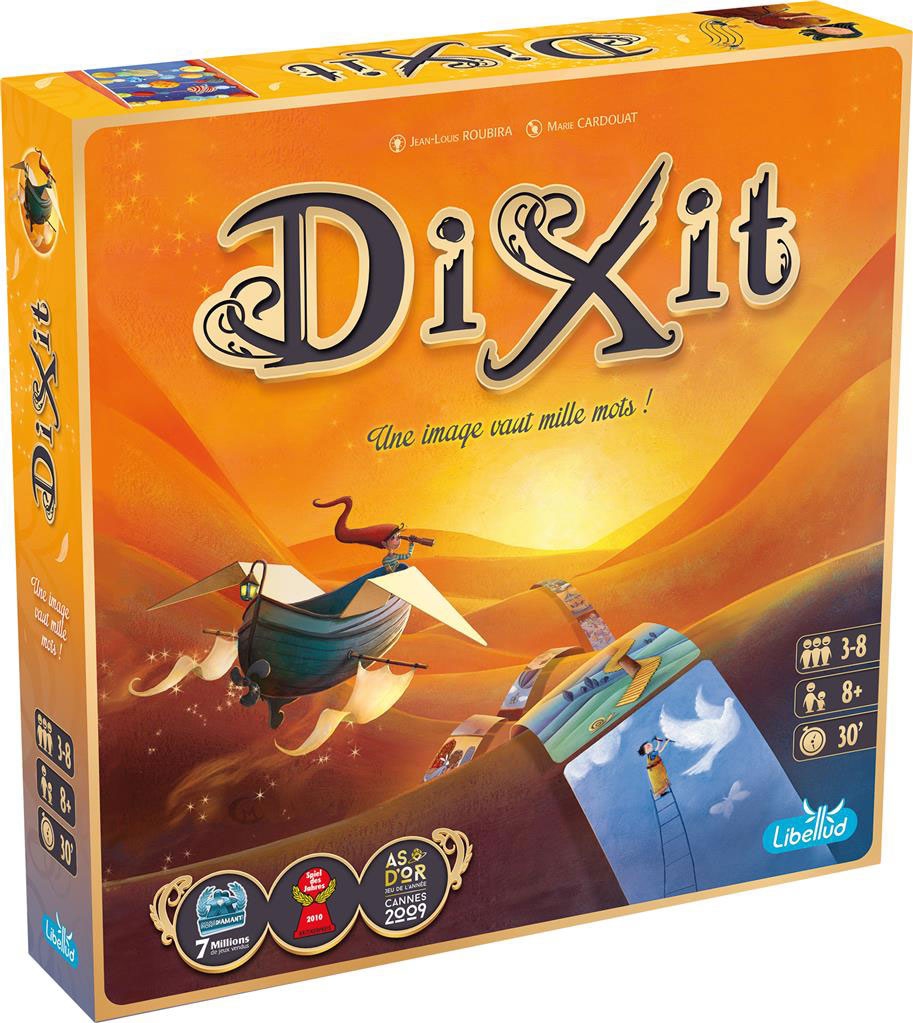 DiXit
Jean-Louis ROUBIRA
Marie CARDOUAT
DiXit
Une image vaut mille mots !
DiXit
Une image
vaut mille
mots !
3-8
8+
30'
3-8
8+
30'
Libellud
7 Millions
de jeux vendus
Spiel
des
Jahres
2010
AS
D'OR
JEU DE L'ANNÉE
CANNES
2009
Libellud